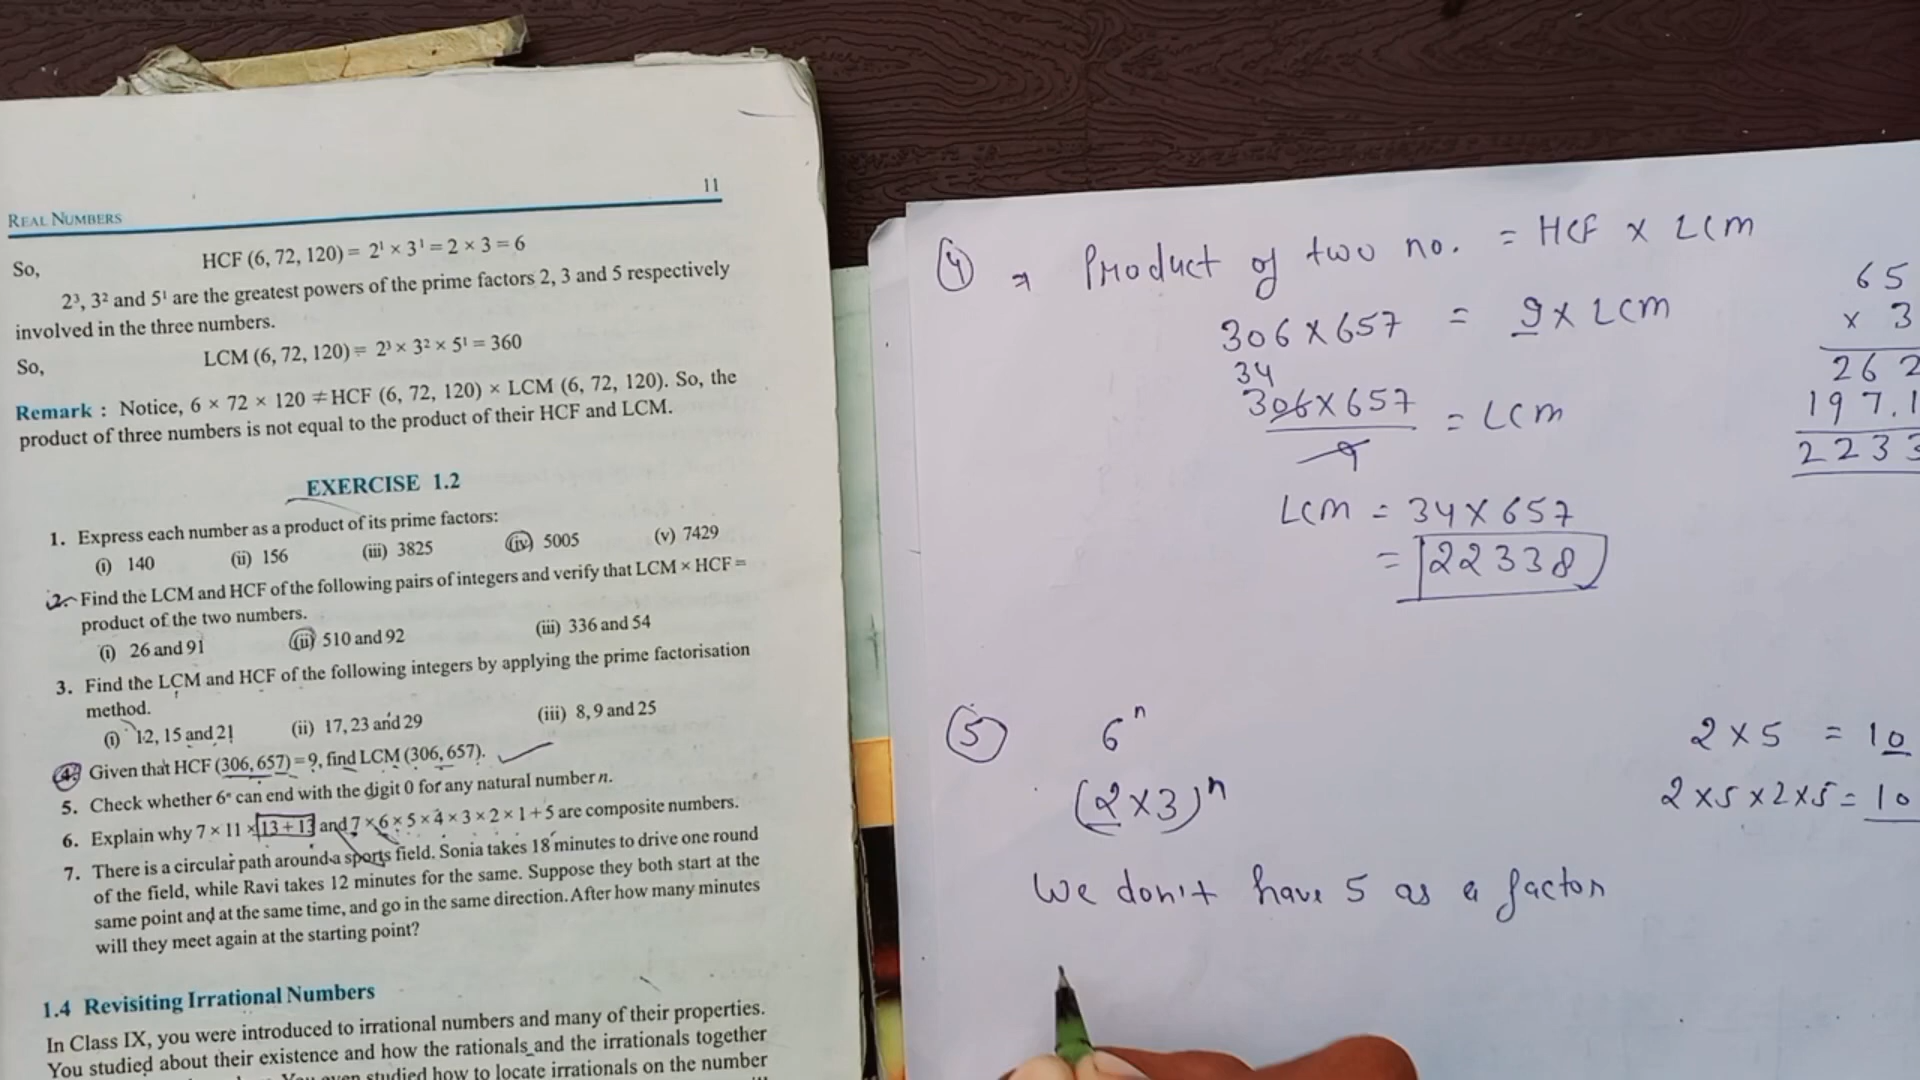 11
REAL NUMBERS
So, HCF (6, 72, 120) = 2¹ × 3¹ = 2 × 3 = 6
2³, 3² and 5¹ are the greatest powers of the prime factors 2, 3 and 5 respectively
involved in the three numbers.
So, LCM (6, 72, 120) = 2³ × 3² × 5¹ = 360
Remark : Notice, 6 × 72 × 120 ≠ HCF (6, 72, 120) × LCM (6, 72, 120). So, the
product of three numbers is not equal to the product of their HCF and LCM.
EXERCISE 1.2
1. Express each number as a product of its prime factors:
(i) 140 (ii) 156 (iii) 3825 (iv) 5005 (v) 7429
2. Find the LCM and HCF of the following pairs of integers and verify that LCM × HCF =
product of the two numbers.
(i) 26 and 91 (ii) 510 and 92 (iii) 336 and 54
3. Find the LCM and HCF of the following integers by applying the prime factorisation
method.
(i) 12, 15 and 21 (ii) 17, 23 and 29 (iii) 8, 9 and 25
4. Given that HCF (306, 657) = 9, find LCM (306, 657).
5. Check whether 6ⁿ can end with the digit 0 for any natural number n.
6. Explain why 7 × 11 × 13 + 13 and 7 × 6 × 5 × 4 × 3 × 2 × 1 + 5 are composite numbers.
7. There is a circular path around a sports field. Sonia takes 18 minutes to drive one round
of the field, while Ravi takes 12 minutes for the same. Suppose they both start at the
same point and at the same time, and go in the same direction. After how many minutes
will they meet again at the starting point?
1.4 Revisiting Irrational Numbers
In Class IX, you were introduced to irrational numbers and many of their properties.
You studied about their existence and how the rationals and the irrationals together
studied how to locate irrationals on the number
4 ⇒ Product of two no. = HCF × LCM
306 × 657 = 9 × LCM
34
306 × 657 = LCM
9
LCM = 34 × 657
= 22338
65
× 3
262
197.1
2233
5 6ⁿ
(2 × 3)ⁿ
We don't have 5 as a factor
2 × 5 = 10
2 × 5 × 2 × 5 = 10